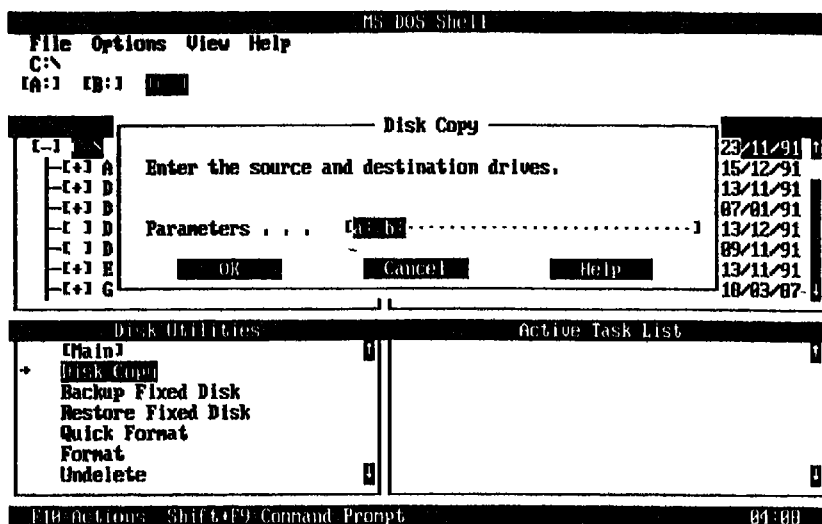 MS DOS Shell
File Options View Help
C:\
[A:] [B:]
Disk Copy
[-] 23/11/91
[+] A Enter the source and destination drives. 15/12/91
[+] D 13/11/91
[+] B 07/01/91
[ ] D Parameters . . . [a: b: ] 13/12/91
[ ] D 09/11/91
[+] E OK Cancel Help 13/11/91
[+] G 10/03/87
Disk Utilities Active Task List
[Main]
Disk Copy
Backup Fixed Disk
Restore Fixed Disk
Quick Format
Format
Undelete
F10=Actions Shift+F9=Command Prompt 04:08